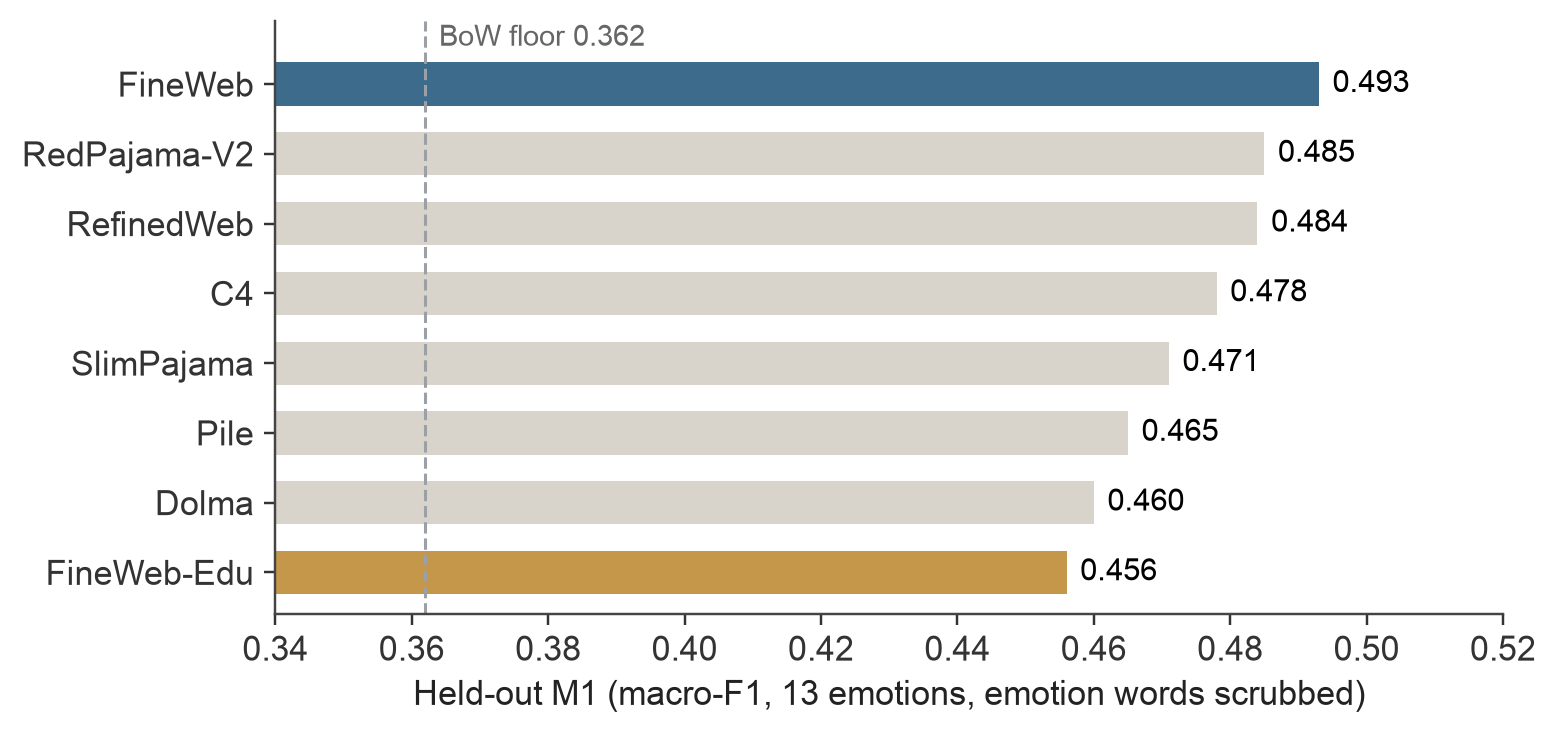 BoW floor 0.362
FineWeb 0.493
RedPajama-V2 0.485
RefinedWeb 0.484
C4 0.478
SlimPajama 0.471
Pile 0.465
Dolma 0.460
FineWeb-Edu 0.456
0.34 0.36 0.38 0.40 0.42 0.44 0.46 0.48 0.50 0.52
Held-out M1 (macro-F1, 13 emotions, emotion words scrubbed)